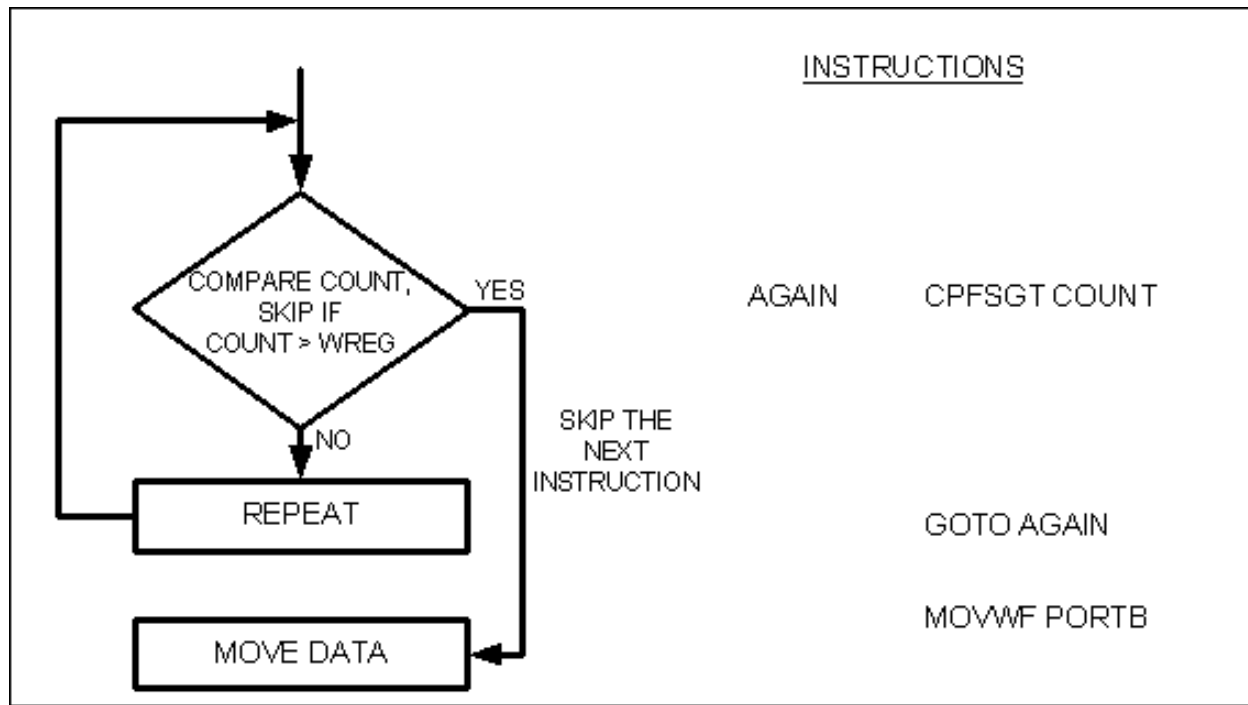 INSTRUCTIONS
COMPARE COUNT,
SKIP IF
COUNT > WREG
YES
AGAIN CPFSGT COUNT
NO
SKIP THE
NEXT
INSTRUCTION
REPEAT
GOTO AGAIN
MOVE DATA
MOVWF PORTB